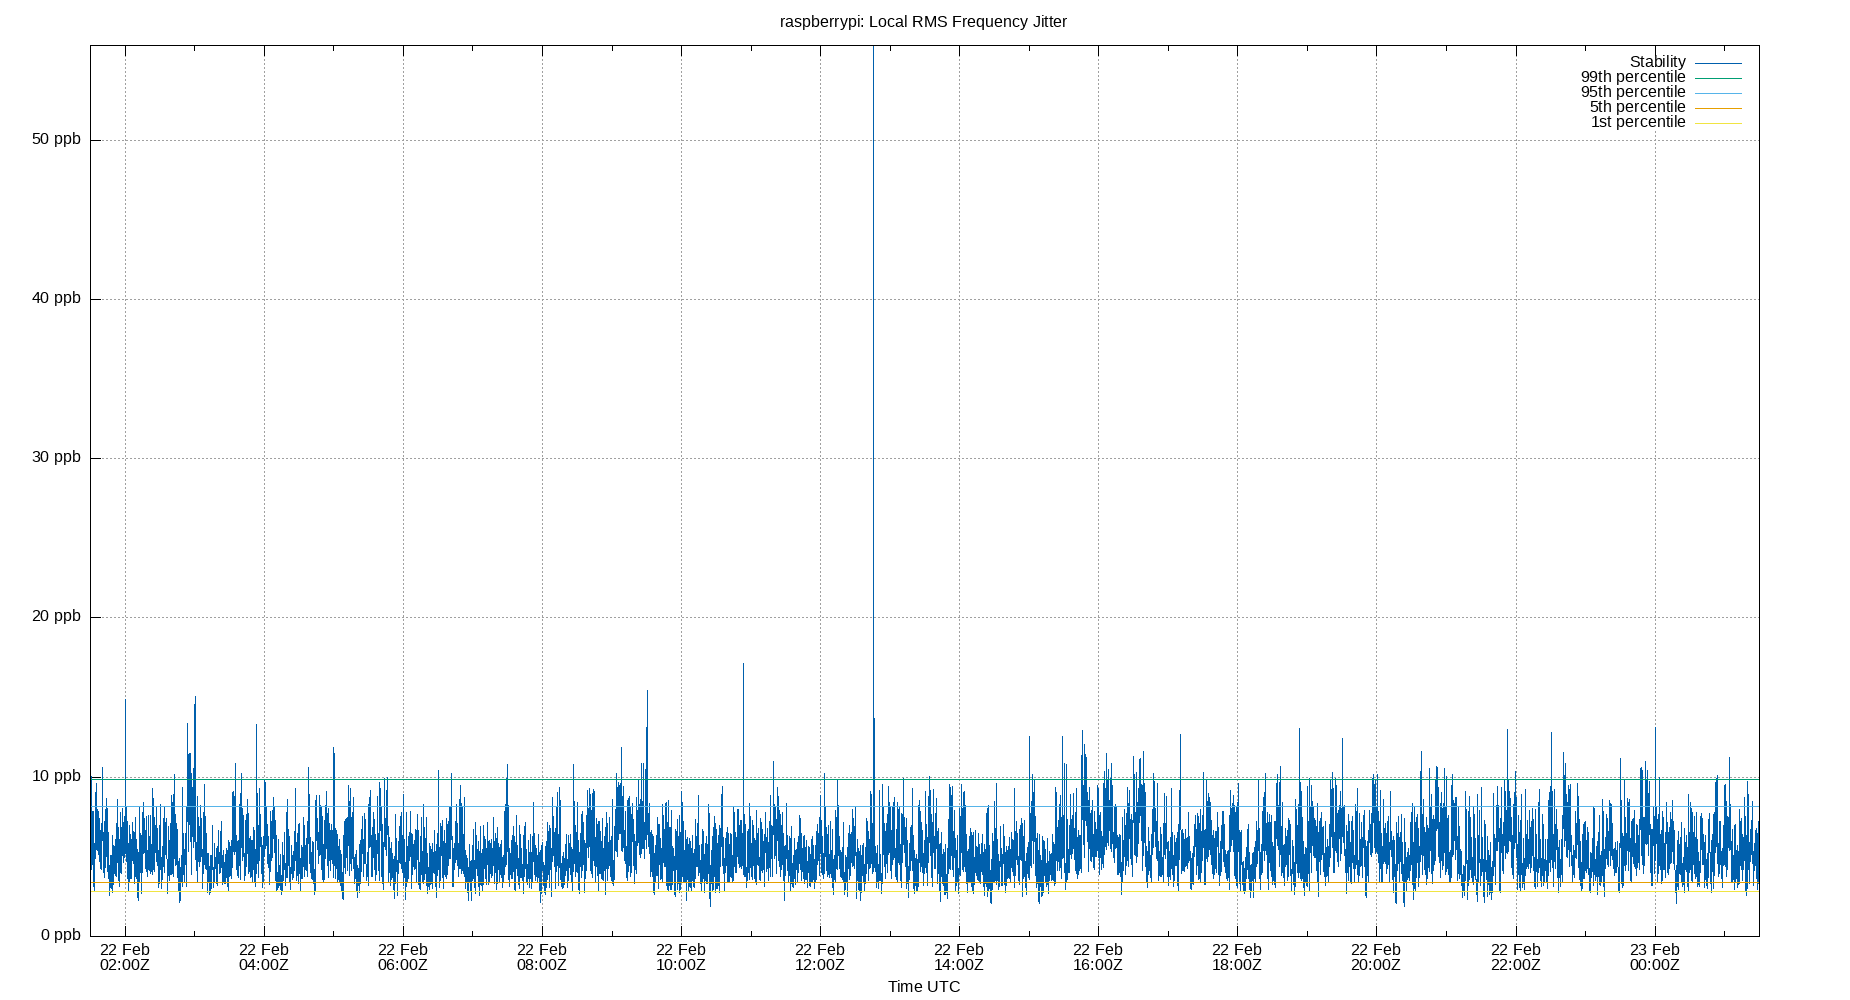 raspberrypi: Local RMS Frequency Jitter
Stability
99th percentile
95th percentile
5th percentile
1st percentile
50 ppb
40 ppb
30 ppb
20 ppb
10 ppb
0 ppb
22 Feb 22 Feb 22 Feb 22 Feb 22 Feb 22 Feb 22 Feb 22 Feb 22 Feb 22 Feb 22 Feb 23 Feb
02:00Z 04:00Z 06:00Z 08:00Z 10:00Z 12:00Z 14:00Z 16:00Z 18:00Z 20:00Z 22:00Z 00:00Z
Time UTC